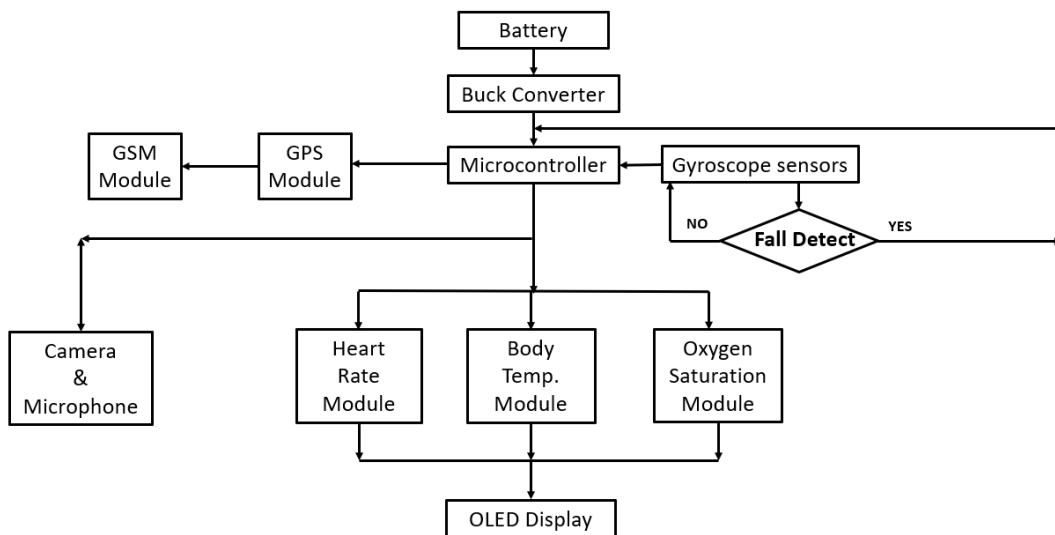 Battery
Buck Converter
GSM
Module
GPS
Module
Microcontroller
Gyroscope sensors
NO
Fall Detect
YES
Camera
&
Microphone
Heart
Rate
Module
Body
Temp.
Module
Oxygen
Saturation
Module
OLED Display